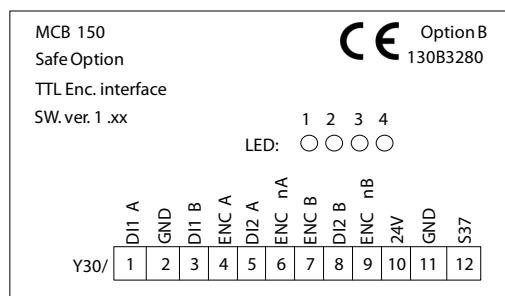 MCB 150
Safe Option
TTL Enc. interface
SW. ver. 1 .xx
CE
Option B
130B3280
1 2 3 4
LED:
DI1 A
GND
DI1 B
ENC A
DI2 A
ENC nA
ENC B
DI2 B
ENC nB
24V
GND
S37
Y30/ 1 2 3 4 5 6 7 8 9 10 11 12